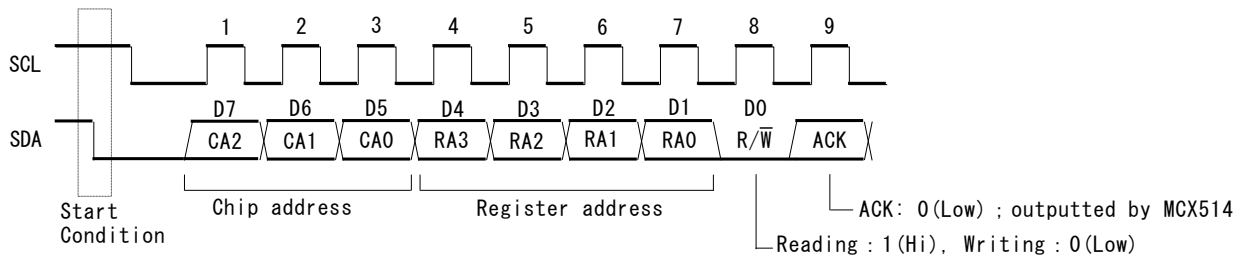 1 2 3 4 5 6 7 8 9
SCL
D7 D6 D5 D4 D3 D2 D1 D0
SDA
CA2 CA1 CA0 RA3 RA2 RA1 RA0 R/W̅ ACK
Start
Condition
Chip address
Register address
ACK: 0(Low) ; outputted by MCX514
Reading : 1(Hi), Writing : 0(Low)